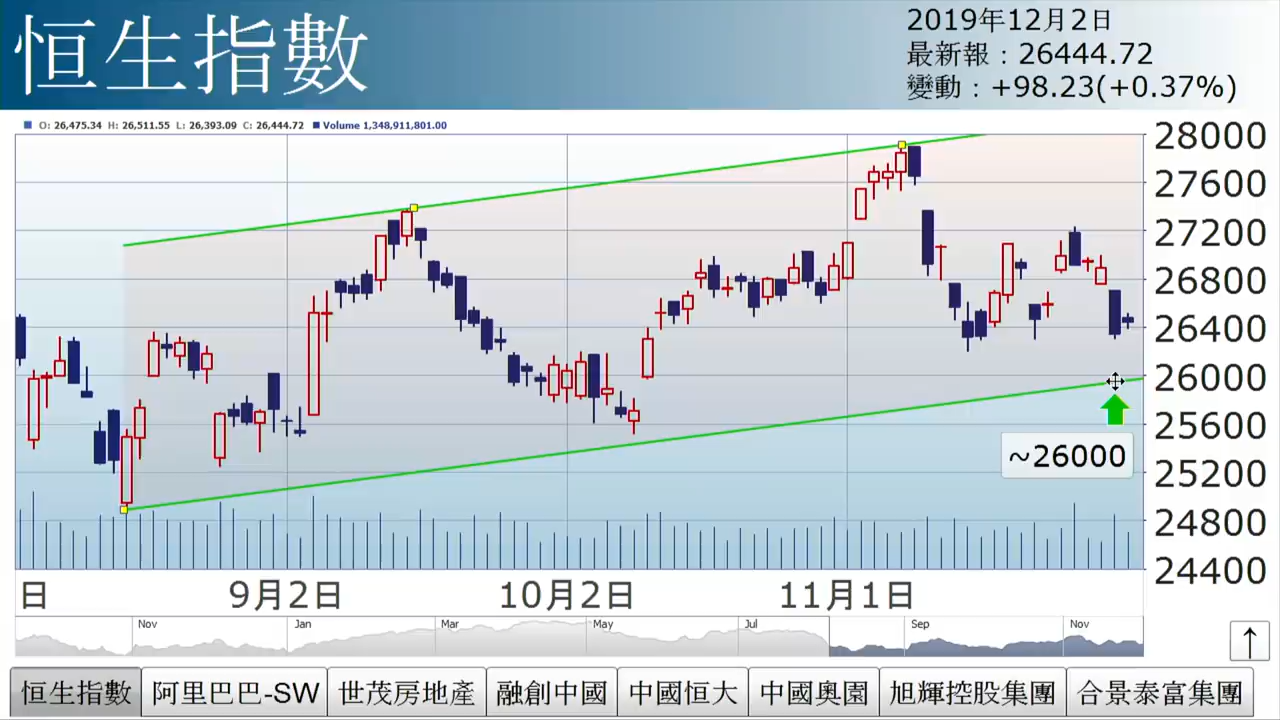 恒生指數
2019年12月2日
最新報：26444.72
變動：+98.23(+0.37%)
O: 26,475.34 H: 26,511.55 L: 26,393.09 C: 26,444.72 Volume 1,348,911,801.00
28000
27600
27200
26800
26400
26000
25600
25200
24800
24400
~26000
日 9月2日 10月2日 11月1日
Nov Jan Mar May Jul Sep Nov
↑
恒生指數 阿里巴巴-SW 世茂房地產 融創中國 中國恒大 中國奧園 旭輝控股集團 合景泰富集團